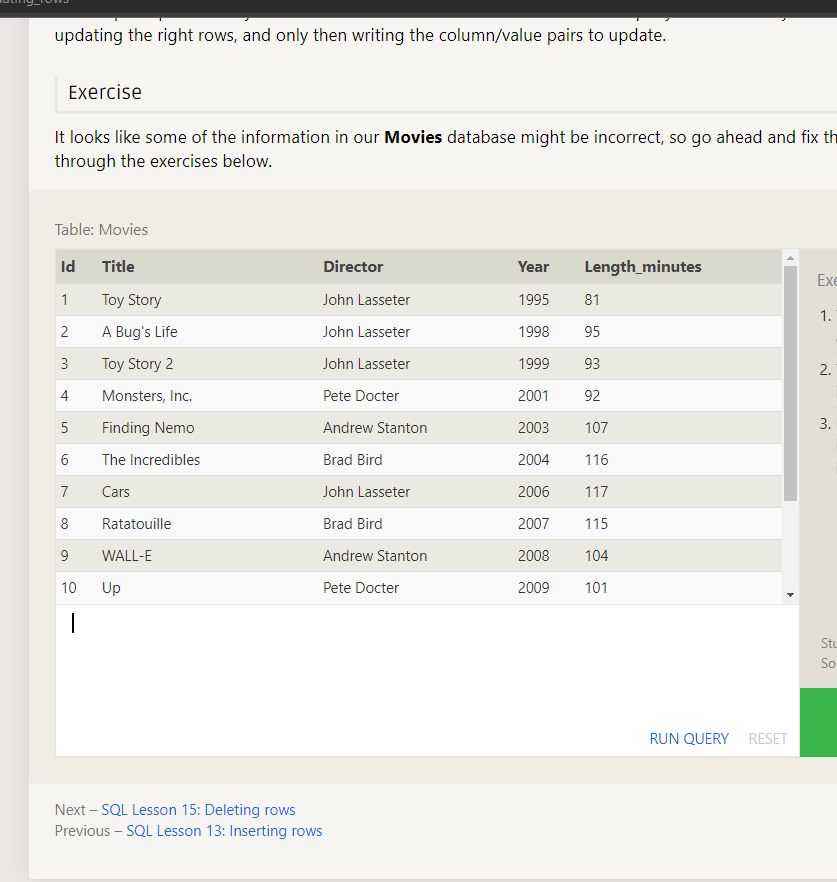 updating the right rows, and only then writing the column/value pairs to update.
Exercise
It looks like some of the information in our Movies database might be incorrect, so go ahead and fix
through the exercises below.
Table: Movies
Id Title Director Year Length_minutes
1 Toy Story John Lasseter 1995 81
2 A Bug's Life John Lasseter 1998 95
3 Toy Story 2 John Lasseter 1999 93
4 Monsters, Inc. Pete Docter 2001 92
5 Finding Nemo Andrew Stanton 2003 107
6 The Incredibles Brad Bird 2004 116
7 Cars John Lasseter 2006 117
8 Ratatouille Brad Bird 2007 115
9 WALL-E Andrew Stanton 2008 104
10 Up Pete Docter 2009 101
1.
2.
3.
RUN QUERY RESET
Next – SQL Lesson 15: Deleting rows
Previous – SQL Lesson 13: Inserting rows